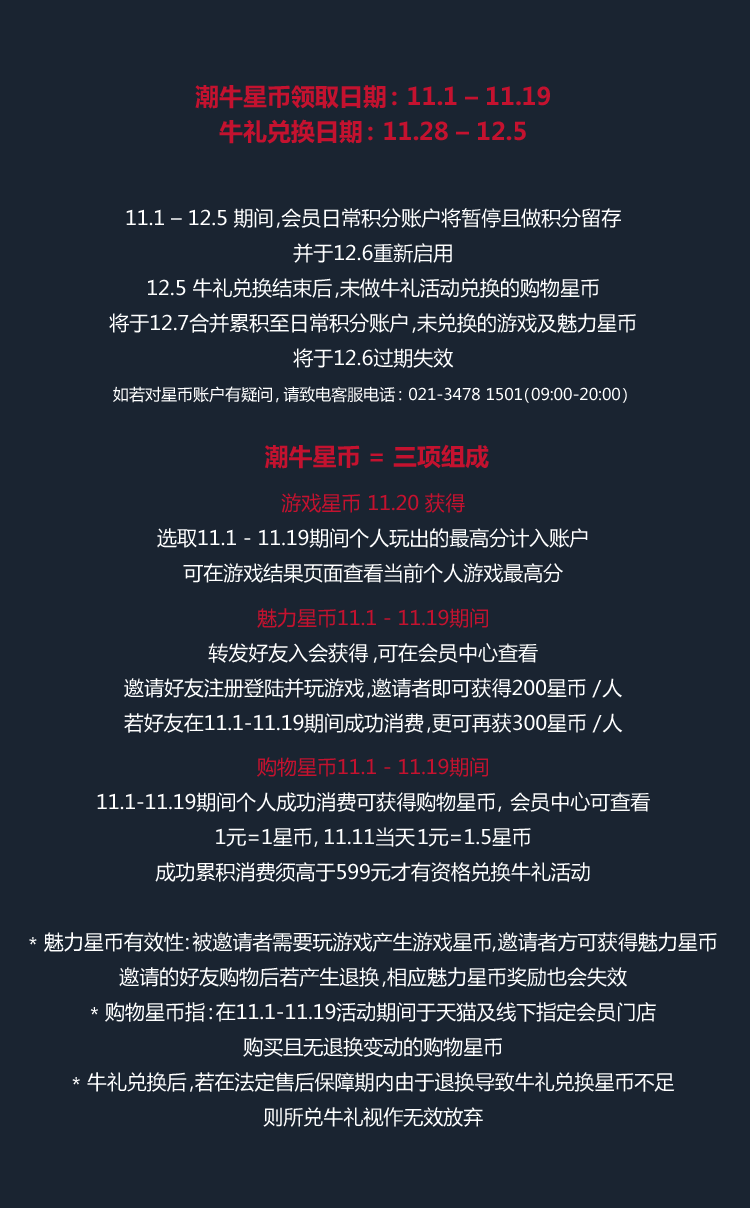 潮牛星币领取日期：11.1 – 11.19
牛礼兑换日期：11.28 – 12.5
11.1 – 12.5 期间,会员日常积分账户将暂停且做积分留存
并于12.6重新启用
12.5 牛礼兑换结束后,未做牛礼活动兑换的购物星币
将于12.7合并累积至日常积分账户,未兑换的游戏及魅力星币
将于12.6过期失效
如若对星币账户有疑问, 请致电客服电话：021-3478 1501(09:00-20:00)
潮牛星币 = 三项组成
游戏星币 11.20 获得
选取11.1 - 11.19期间个人玩出的最高分计入账户
可在游戏结果页面查看当前个人游戏最高分
魅力星币11.1 - 11.19期间
转发好友入会获得,可在会员中心查看
邀请好友注册登陆并玩游戏,邀请者即可获得200星币 /人
若好友在11.1-11.19期间成功消费,更可再获300星币 /人
购物星币11.1 - 11.19期间
11.1-11.19期间个人成功消费可获得购物星币, 会员中心可查看
1元=1星币, 11.11当天1元=1.5星币
成功累积消费须高于599元才有资格兑换牛礼活动
* 魅力星币有效性:被邀请者需要玩游戏产生游戏星币,邀请者方可获得魅力星币
邀请的好友购物后若产生退换,相应魅力星币奖励也会失效
* 购物星币指:在11.1-11.19活动期间于天猫及线下指定会员门店
购买且无退换变动的购物星币
* 牛礼兑换后,若在法定售后保障期内由于退换导致牛礼兑换星币不足
则所兑牛礼视作无效放弃